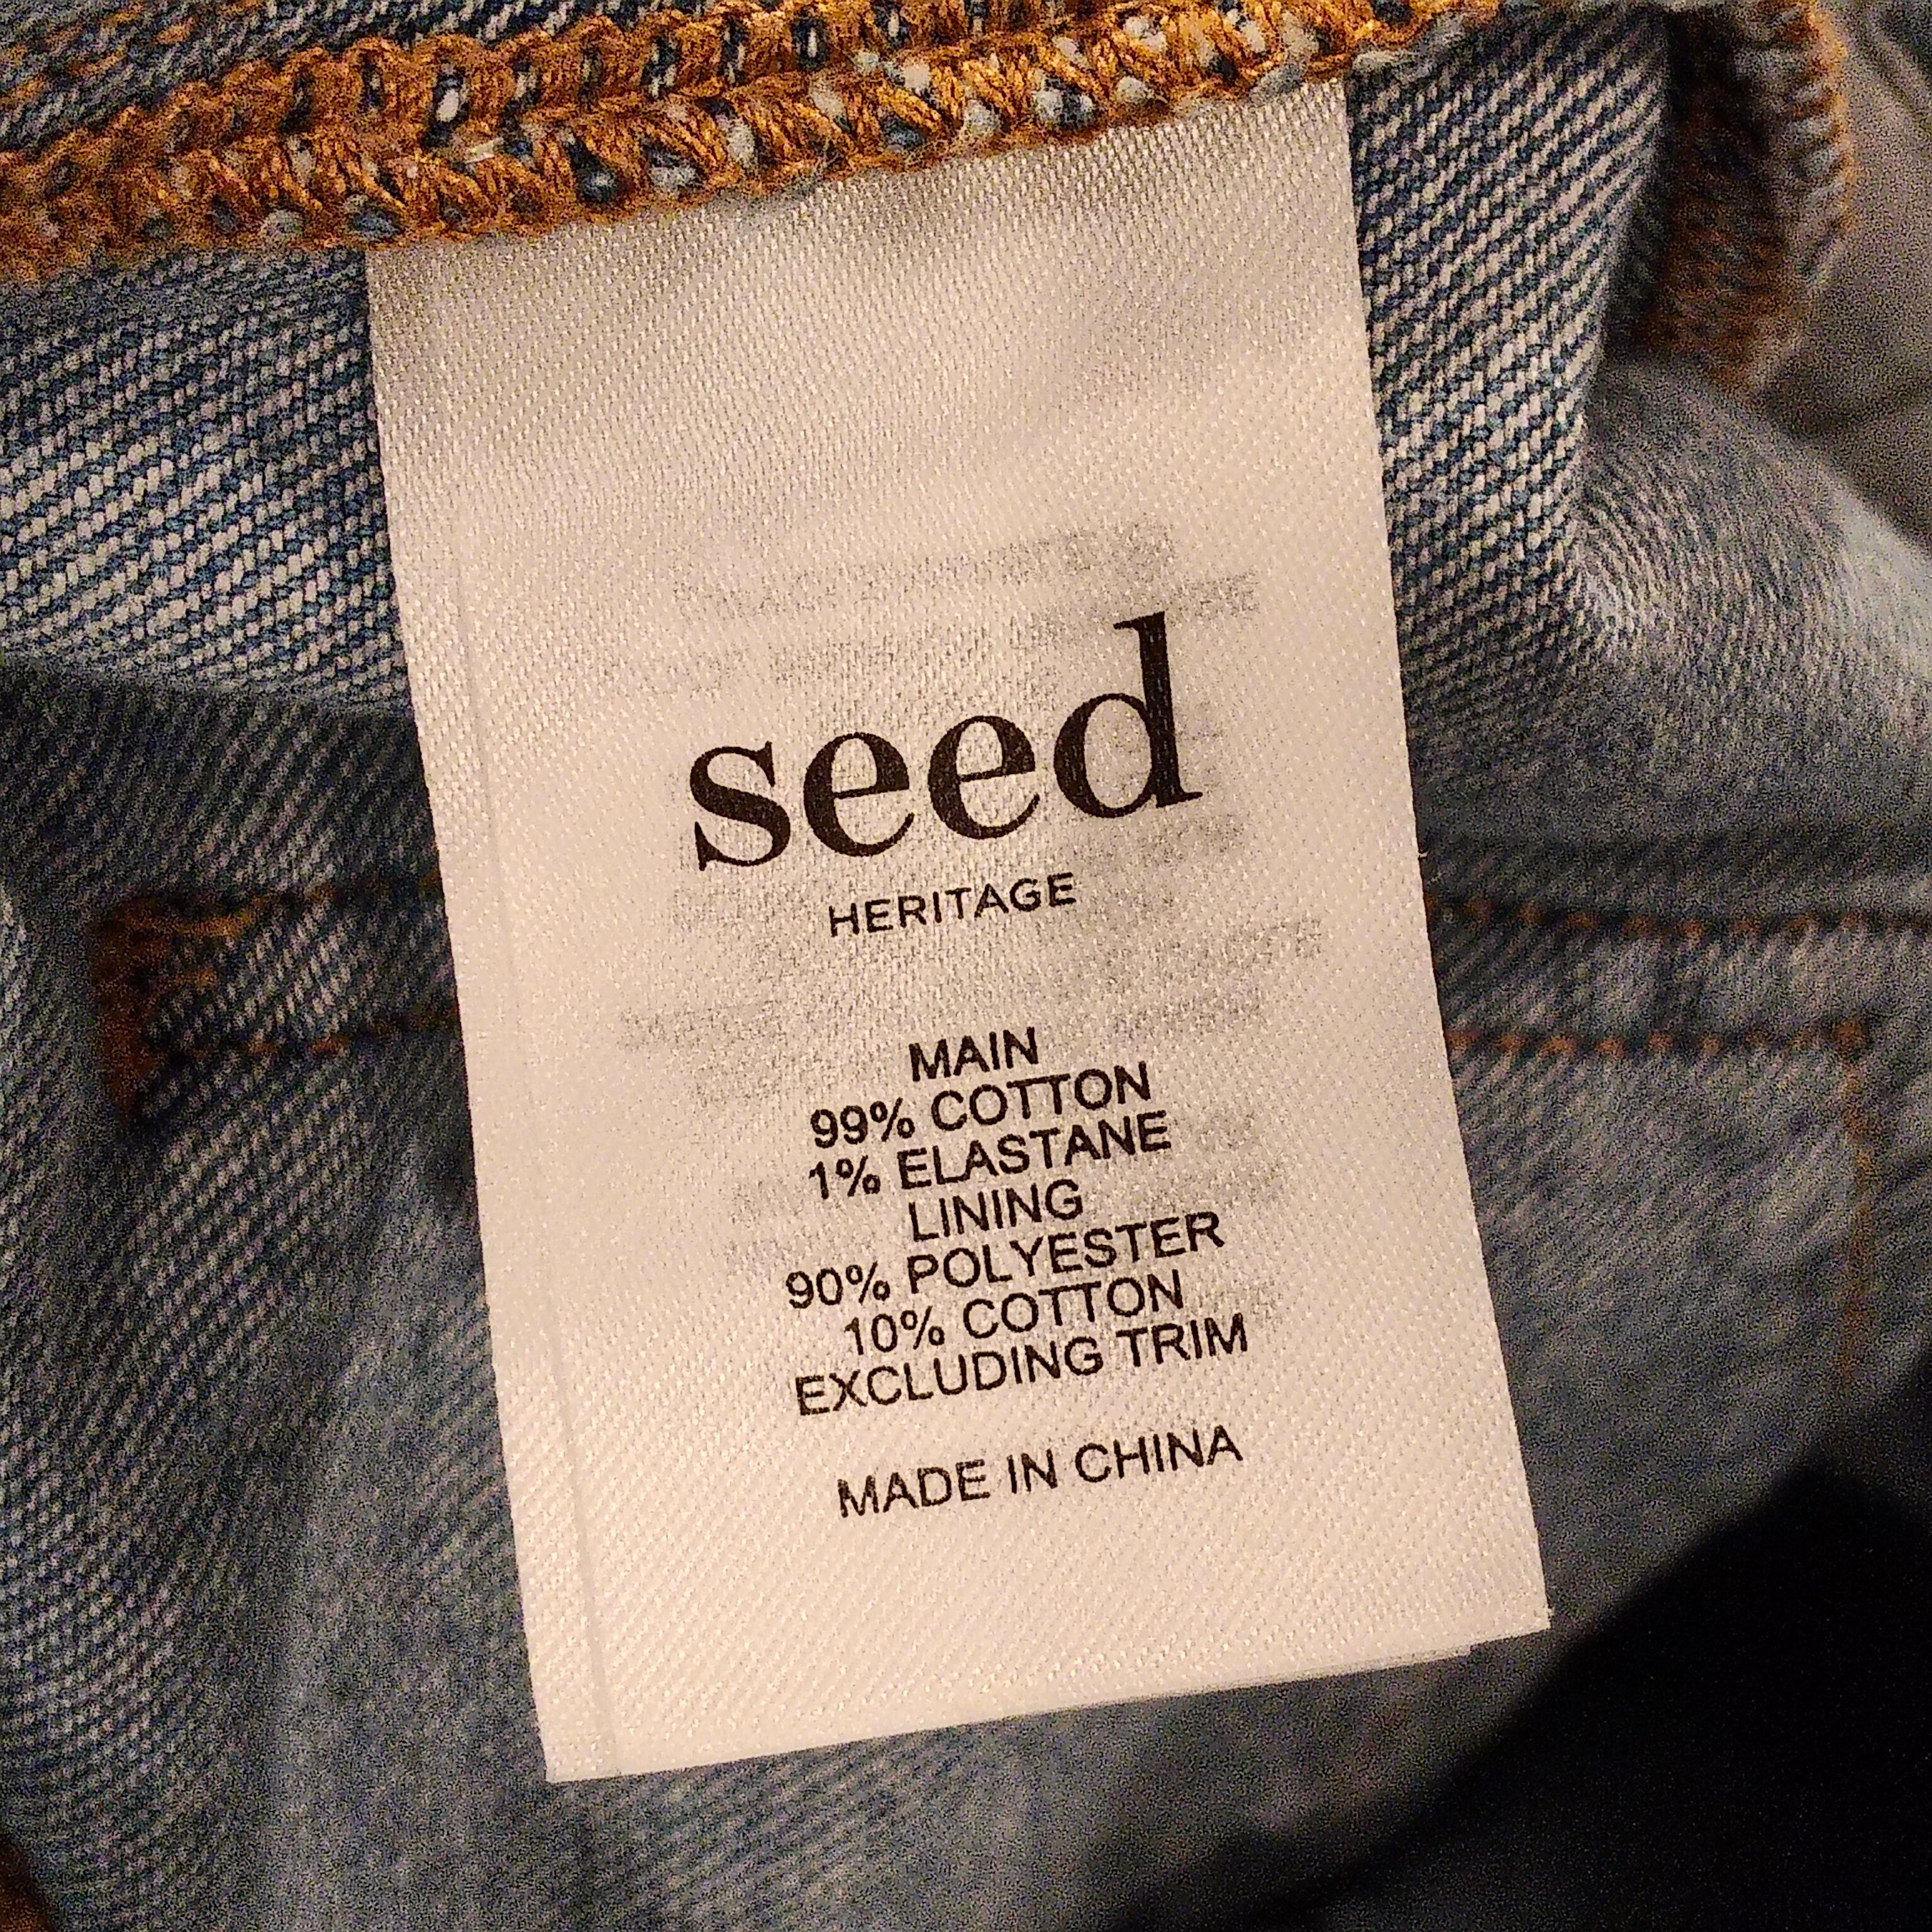 seed
HERITAGE
MAIN
99% COTTON
1% ELASTANE
LINING
90% POLYESTER
10% COTTON
EXCLUDING TRIM
MADE IN CHINA